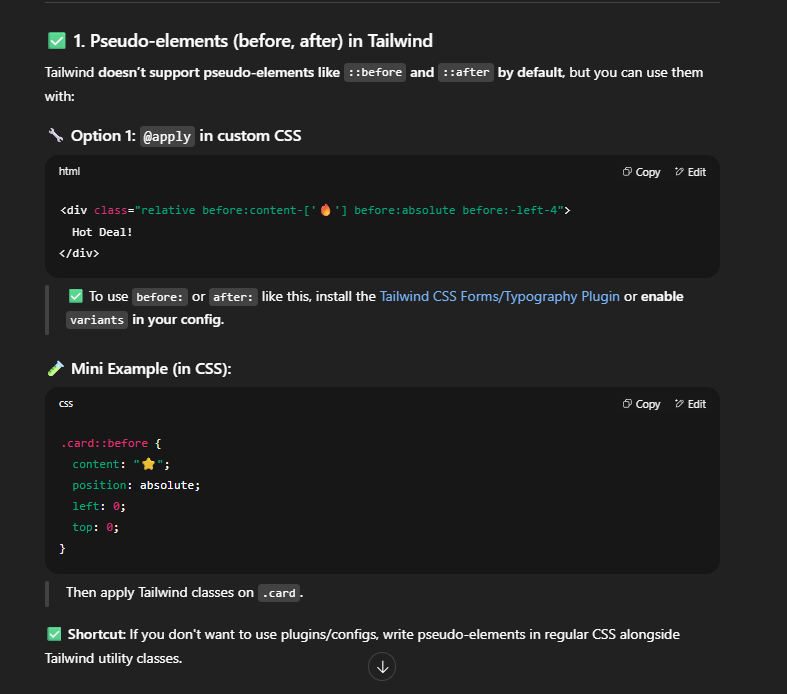 ✅ 1. Pseudo-elements (before, after) in Tailwind
Tailwind doesn't support pseudo-elements like ::before and ::after by default, but you can use them
with:
🔧 Option 1: @apply in custom CSS
html
Copy Edit
<div class="relative before:content-['🔥'] before:absolute before:-left-4">
Hot Deal!
</div>
✅ To use before: or after: like this, install the Tailwind CSS Forms/Typography Plugin or enable
variants in your config.
🧪 Mini Example (in CSS):
css
Copy Edit
.card::before {
content: "⭐";
position: absolute;
left: 0;
top: 0;
}
Then apply Tailwind classes on .card.
✅ Shortcut: If you don't want to use plugins/configs, write pseudo-elements in regular CSS alongside
Tailwind utility classes.